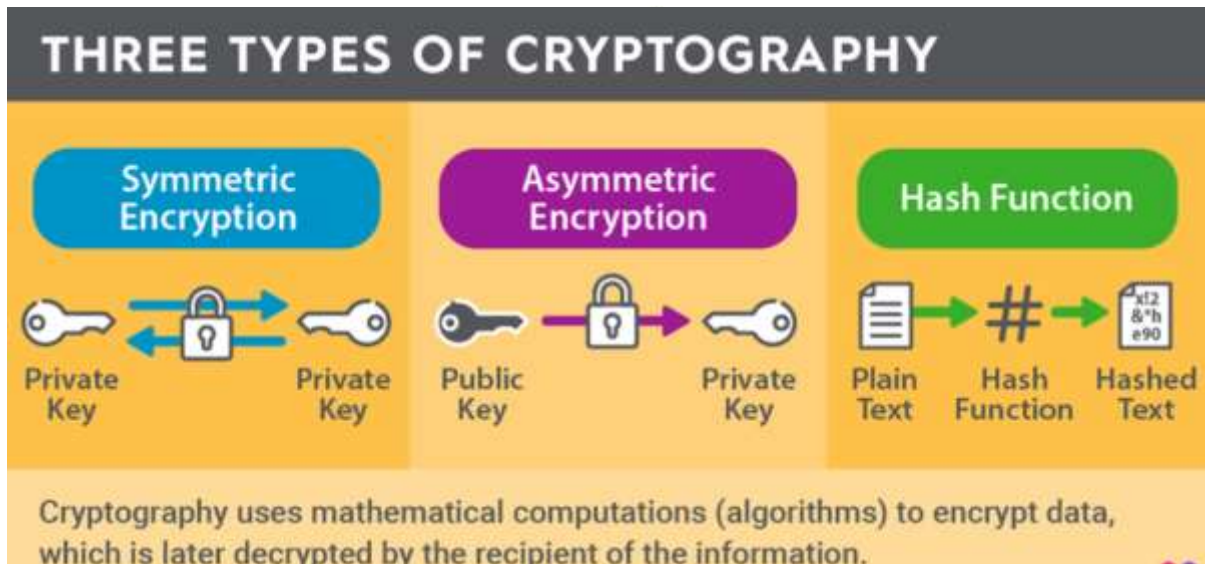 THREE TYPES OF CRYPTOGRAPHY
Symmetric
Encryption
Private
Key
Private
Key
Asymmetric
Encryption
Public
Key
Private
Key
Hash Function
#
x!2
&*h
e90
Plain
Text
Hash
Function
Hashed
Text
Cryptography uses mathematical computations (algorithms) to encrypt data,
which is later decrypted by the recipient of the information.